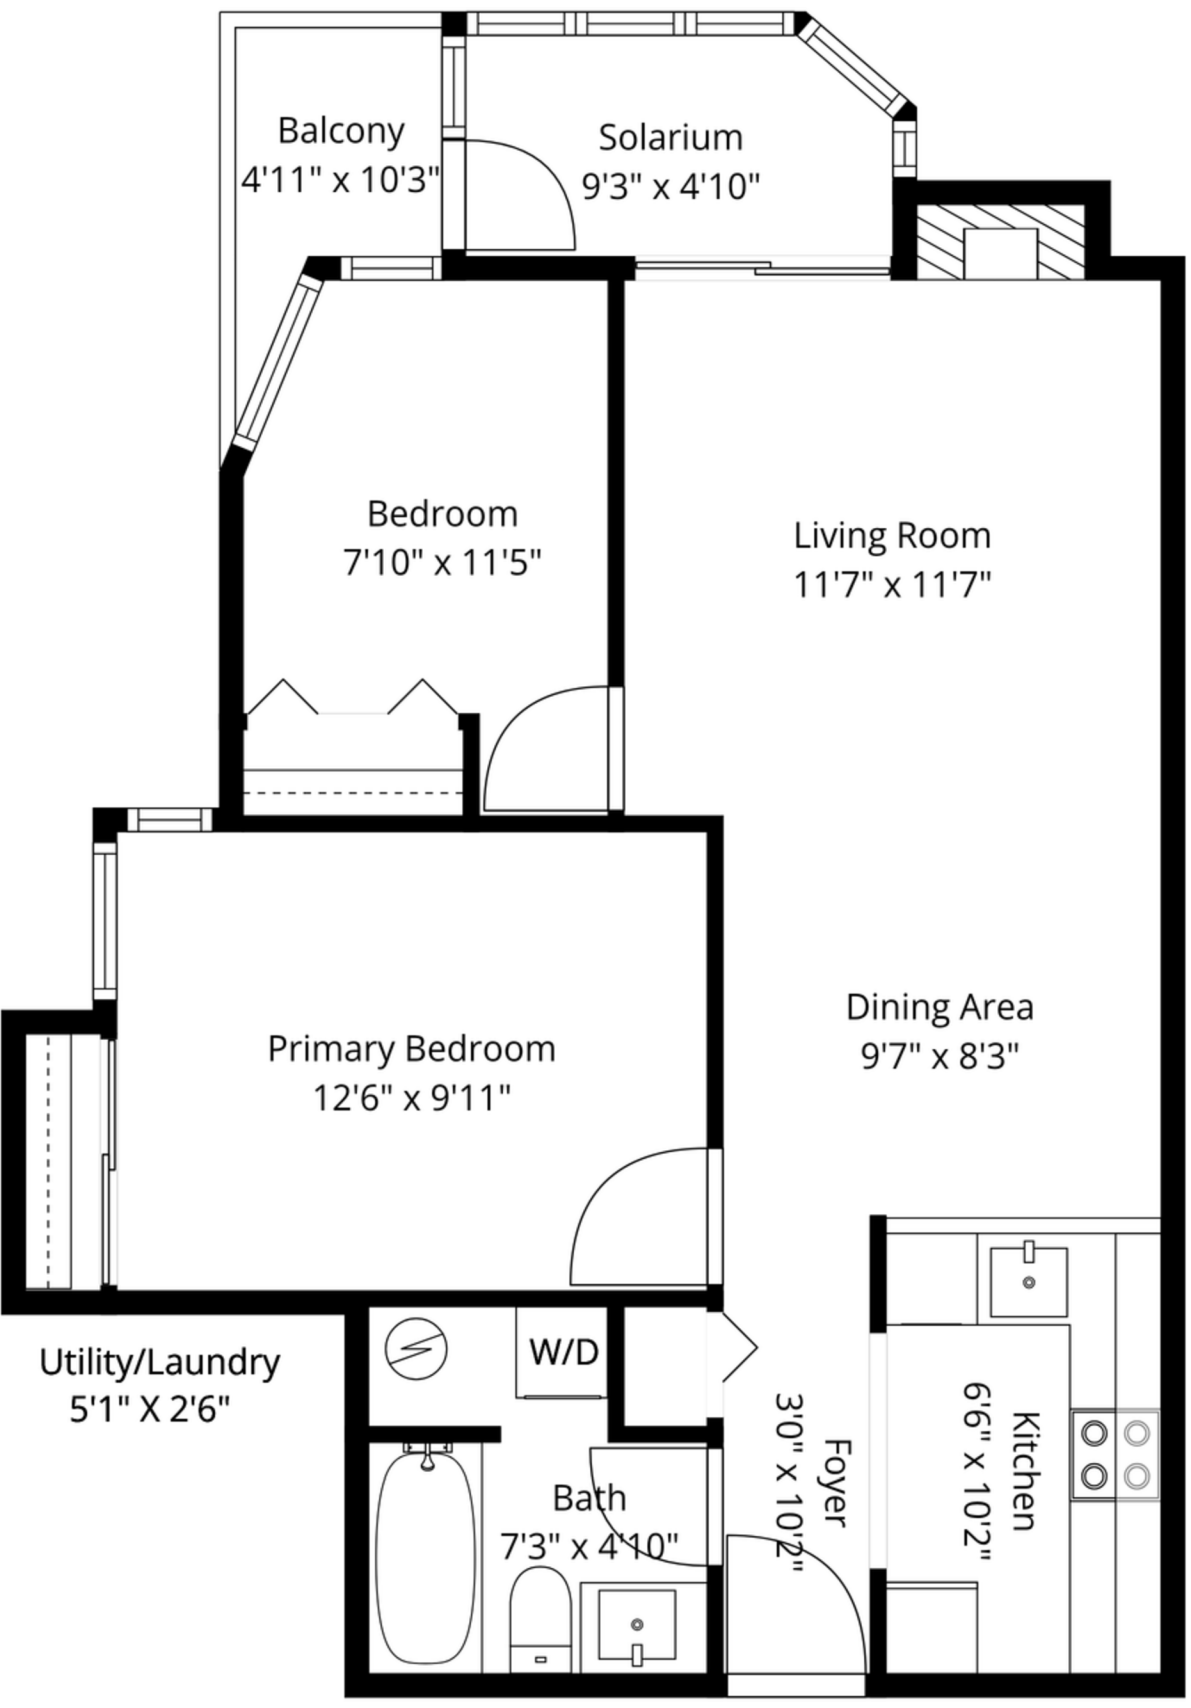 Balcony
4'11" x 10'3"
Solarium
9'3" x 4'10"
Bedroom
7'10" x 11'5"
Living Room
11'7" x 11'7"
Dining Area
9'7" x 8'3"
Primary Bedroom
12'6" x 9'11"
Utility/Laundry
5'1" X 2'6"
W/D
Bath
7'3" x 4'10"
Foyer
3'0" x 10'2"
Kitchen
6'6" x 10'2"